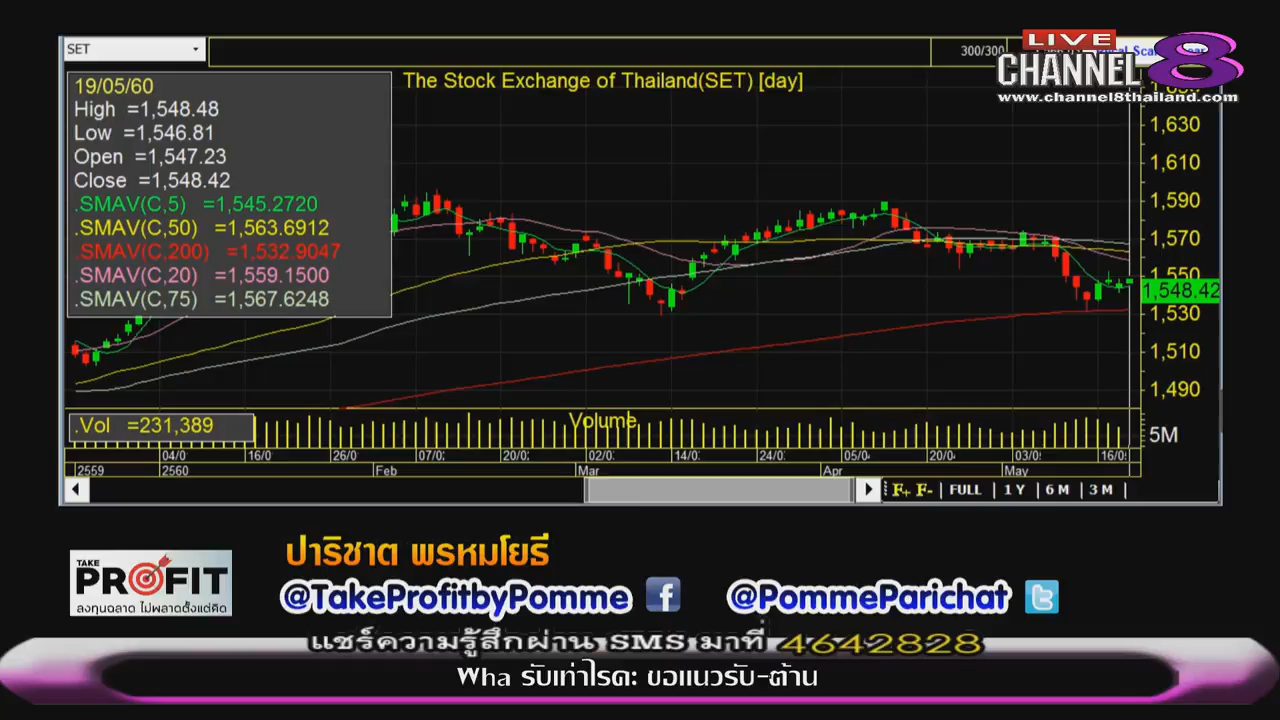 SET
300/300
LIVE
CHANNEL 8
www.channel8thailand.com
The Stock Exchange of Thailand(SET) [day]
19/05/60
High =1,548.48
Low =1,546.81
Open =1,547.23
Close =1,548.42
.SMAV(C,5) =1,545.2720
.SMAV(C,50) =1,563.6912
.SMAV(C,200) =1,532.9047
.SMAV(C,20) =1,559.1500
.SMAV(C,75) =1,567.6248
1,630
1,610
1,590
1,570
1,550
1,548.42
1,530
1,510
1,490
.Vol =231,389
Volume
5M
04/0 16/0 26/0 07/0 20/0 02/0 14/0 24/0 05/0 20/0 03/0 16/0
2559 2560 Feb Mar Apr May
F+ F- FULL 1 Y 6 M 3 M
TAKE PROFIT
ลงทุนฉลาด ไม่พลาดตั้งแต่คิด
ปาริชาต พรหมโยธี
@TakeProfitbyPomme f @PommeParichat t
แชร์ความรู้สึกผ่าน SMS มาที่ 4642828
Wha รับเท่าไรคะ ขอแนวรับ-ต้าน